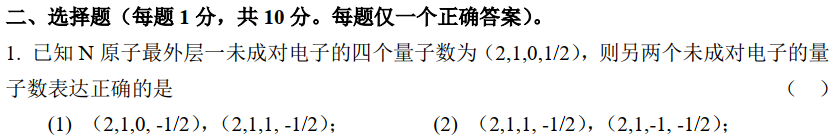 二、选择题（每题 1 分，共 10 分。每题仅一个正确答案）。
1. 已知 N 原子最外层一未成对电子的四个量子数为（2,1,0,1/2），则另两个未成对电子的量
子数表达正确的是 （ ）
(1) （2,1,0, -1/2），（2,1,1, -1/2）； (2) （2,1,1, -1/2），（2,1,-1, -1/2）；